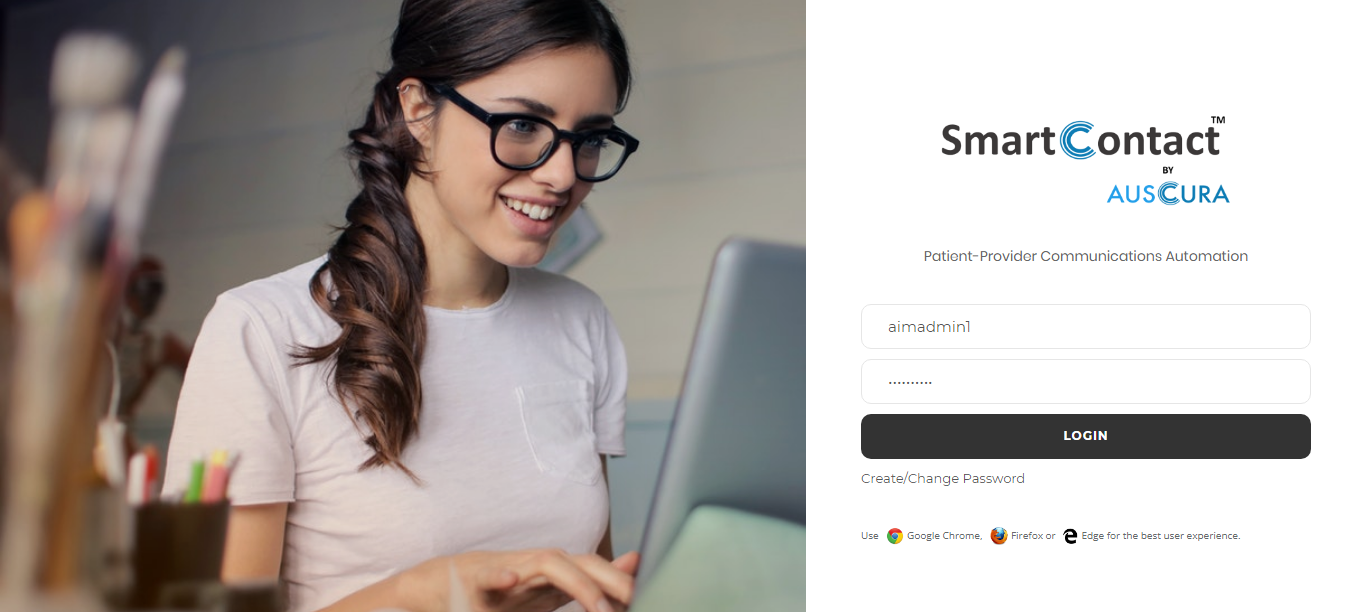 SmartContact™
BY
AUSCURA
Patient-Provider Communications Automation
aimadmin1
••••••••••
LOGIN
Create/Change Password
Use Google Chrome, Firefox or Edge for the best user experience.